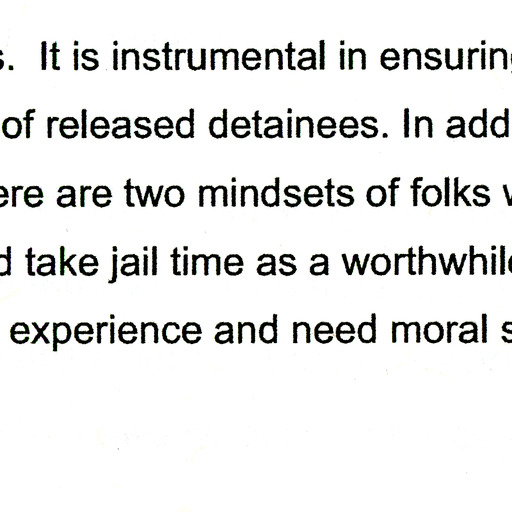 s. It is instrumental in ensuring
of released detainees. In add
ere are two mindsets of folks w
d take jail time as a worthwhile
experience and need moral s